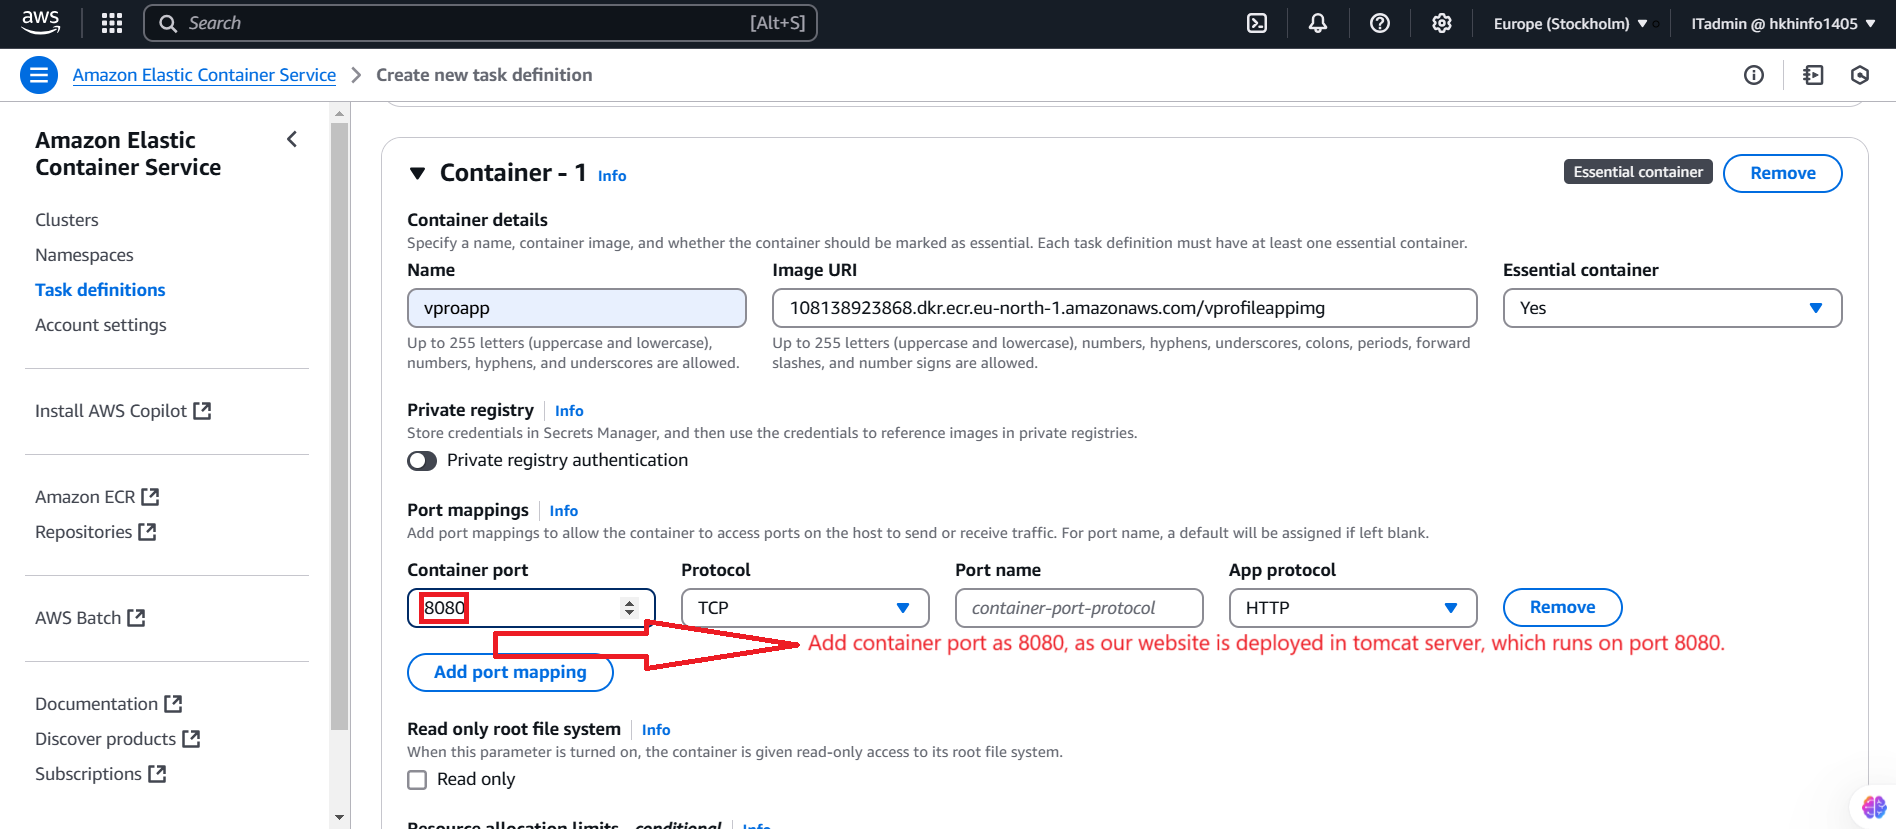 aws
Search [Alt+S]
Europe (Stockholm)
ITadmin @ hkhinfo1405
Amazon Elastic Container Service
Create new task definition
Amazon Elastic
Container Service
Clusters
Namespaces
Task definitions
Account settings
Install AWS Copilot
Amazon ECR
Repositories
AWS Batch
Documentation
Discover products
Subscriptions
Container - 1 Info
Essential container
Remove
Container details
Specify a name, container image, and whether the container should be marked as essential. Each task definition must have at least one essential container.
Name
vproapp
Up to 255 letters (uppercase and lowercase),
numbers, hyphens, and underscores are allowed.
Image URI
108138923868.dkr.ecr.eu-north-1.amazonaws.com/vprofileappimg
Up to 255 letters (uppercase and lowercase), numbers, hyphens, underscores, colons, periods, forward
slashes, and number signs are allowed.
Essential container
Yes
Private registry Info
Store credentials in Secrets Manager, and then use the credentials to reference images in private registries.
Private registry authentication
Port mappings Info
Add port mappings to allow the container to access ports on the host to send or receive traffic. For port name, a default will be assigned if left blank.
Container port
8080
Protocol
TCP
Port name
container-port-protocol
App protocol
HTTP
Remove
Add container port as 8080, as our website is deployed in tomcat server, which runs on port 8080.
Add port mapping
Read only root file system Info
When this parameter is turned on, the container is given read-only access to its root file system.
Read only
Resource allocation limits - conditional Info